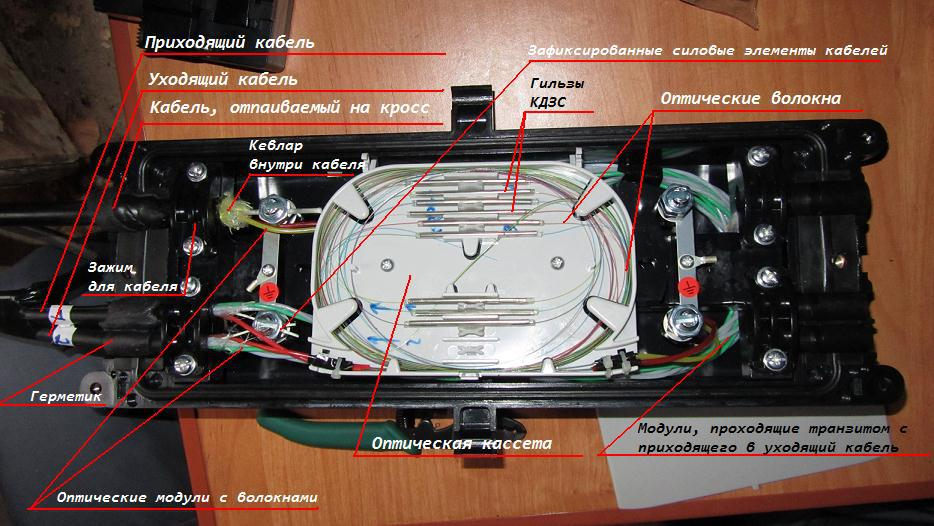 Приходящий кабель
Уходящий кабель
Кабель, отпаиваемый на кросс
Кевлар
внутри кабеля
Зафиксированные силовые элементы кабелей
Гильзы
КДЗС
Оптические волокна
Зажим
для кабеля
Герметик
Оптическая кассета
Модули, проходящие транзитом с
приходящего в уходящий кабель
Оптические модули с волокнами